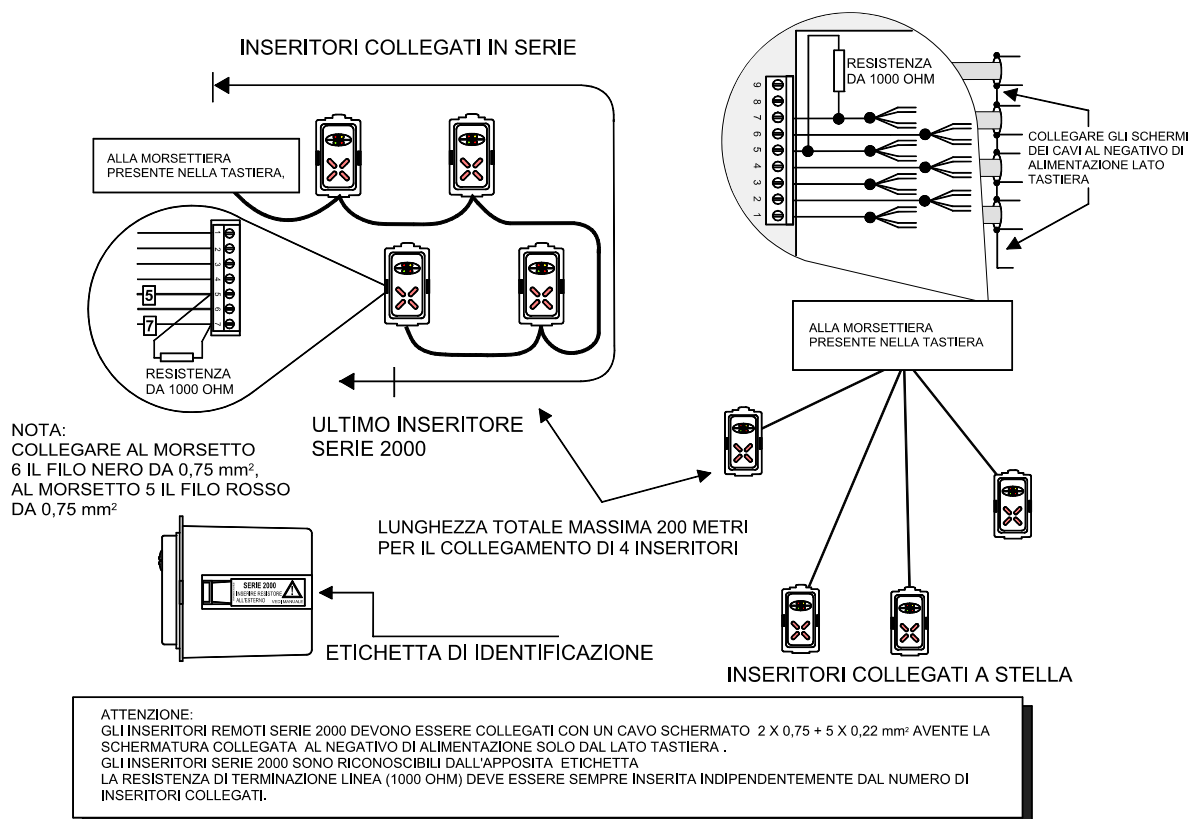 INSERITORI COLLEGATI IN SERIE
ALLA MORSETTIERA
PRESENTE NELLA TASTIERA,
1
2
3
4
5
6
7
5
7
RESISTENZA
DA 1000 OHM
ULTIMO INSERITORE
SERIE 2000
NOTA:
COLLEGARE AL MORSETTO
6 IL FILO NERO DA 0,75 mm²,
AL MORSETTO 5 IL FILO ROSSO
DA 0,75 mm²
LUNGHEZZA TOTALE MASSIMA 200 METRI
PER IL COLLEGAMENTO DI 4 INSERITORI
SERIE 2000
INSERIRE RESISTORE
ALL'ESTERNO
VEDI MANUALE
ETICHETTA DI IDENTIFICAZIONE
RESISTENZA
DA 1000 OHM
9
8
7
6
5
4
3
2
1
COLLEGARE GLI SCHERMI
DEI CAVI AL NEGATIVO DI
ALIMENTAZIONE LATO
TASTIERA
ALLA MORSETTIERA
PRESENTE NELLA TASTIERA
INSERITORI COLLEGATI A STELLA
ATTENZIONE:
GLI INSERITORI REMOTI SERIE 2000 DEVONO ESSERE COLLEGATI CON UN CAVO SCHERMATO 2 X 0,75 + 5 X 0,22 mm² AVENTE LA
SCHERMATURA COLLEGATA AL NEGATIVO DI ALIMENTAZIONE SOLO DAL LATO TASTIERA .
GLI INSERITORI SERIE 2000 SONO RICONOSCIBILI DALL'APPOSITA ETICHETTA
LA RESISTENZA DI TERMINAZIONE LINEA (1000 OHM) DEVE ESSERE SEMPRE INSERITA INDIPENDENTEMENTE DAL NUMERO DI
INSERITORI COLLEGATI.